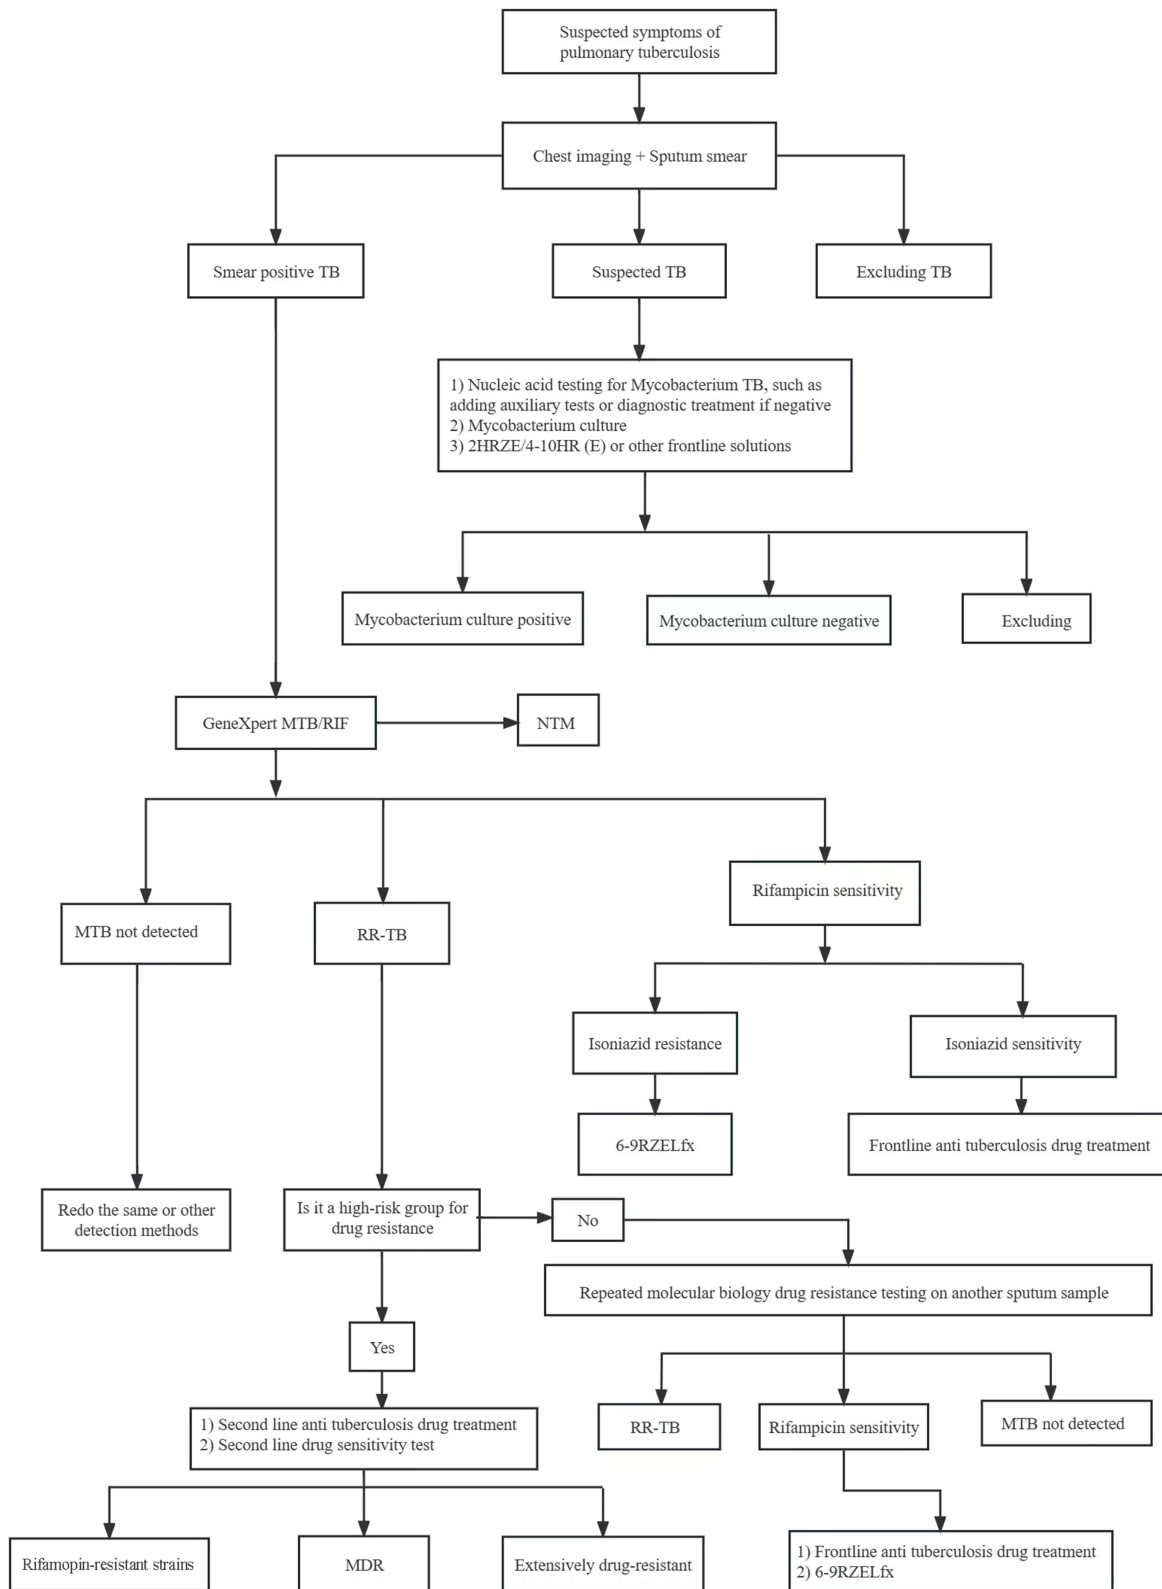 Suspected symptoms of
pulmonary tuberculosis
Chest imaging + Sputum smear
Smear positive TB
Suspected TB
Excluding TB
1) Nucleic acid testing for Mycobacterium TB, such as
adding auxiliary tests or diagnostic treatment if negative
2) Mycobacterium culture
3) 2HRZE/4-10HR (E) or other frontline solutions
Mycobacterium culture positive
Mycobacterium culture negative
Excluding
GeneXpert MTB/RIF
NTM
MTB not detected
RR-TB
Rifampicin sensitivity
Isoniazid resistance
Isoniazid sensitivity
6-9RZELfx
Frontline anti tuberculosis drug treatment
Redo the same or other
detection methods
Is it a high-risk group for
drug resistance
No
Repeated molecular biology drug resistance testing on another sputum sample
Yes
1) Second line anti tuberculosis drug treatment
2) Second line drug sensitivity test
RR-TB
Rifampicin sensitivity
MTB not detected
Rifamopin-resistant strains
MDR
Extensively drug-resistant
1) Frontline anti tuberculosis drug treatment
2) 6-9RZELfx